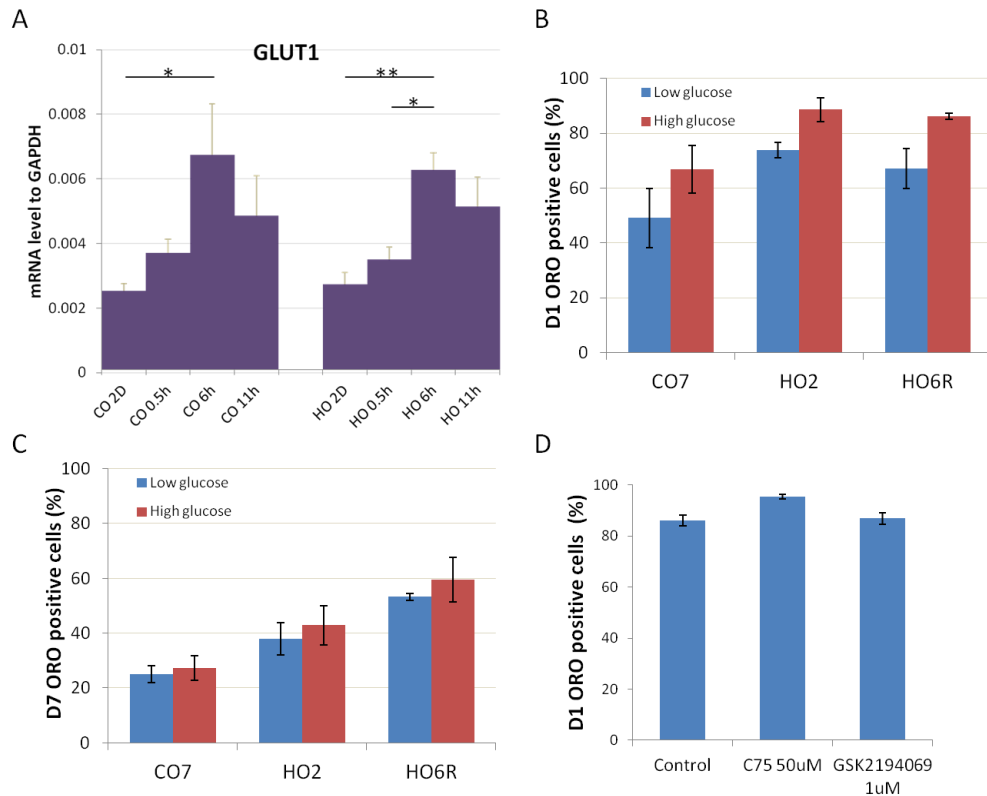 A
GLUT1
mRNA level to GAPDH
0.01
0.008
0.006
0.004
0.002
0
*
**
*
CO 2D
CO 0.5h
CO 6h
CO 11h
HO 2D
HO 0.5h
HO 6h
HO 11h
B
D1 ORO positive cells (%)
100
80
60
40
20
0
Low glucose
High glucose
CO7
HO2
HO6R
C
D7 ORO positive cells (%)
100
80
60
40
20
0
Low glucose
High glucose
CO7
HO2
HO6R
D
D1 ORO positive cells (%)
100
80
60
40
20
0
Control
C75 50uM
GSK2194069
1uM